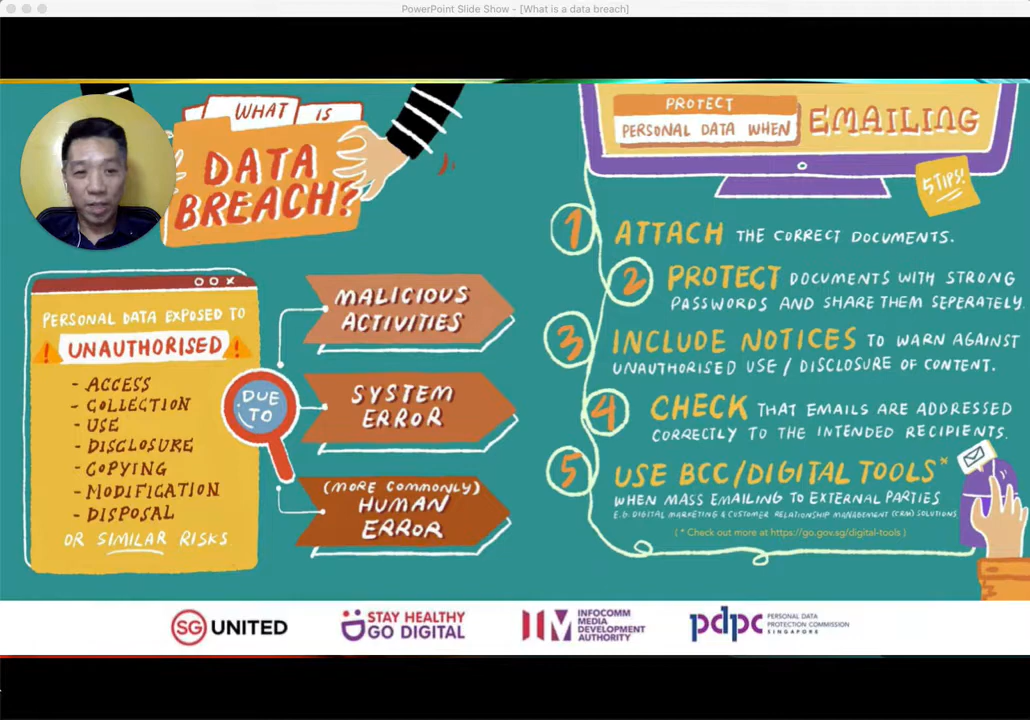 PowerPoint Slide Show - [What is a data breach]
WHAT IS
DATA
BREACH?
PERSONAL DATA EXPOSED TO
! UNAUTHORISED !
- ACCESS
- COLLECTION
- USE
- DISCLOSURE
- COPYING
- MODIFICATION
- DISPOSAL
OR SIMILAR RISKS
DUE
TO
MALICIOUS
ACTIVITIES
SYSTEM
ERROR
(MORE COMMONLY)
HUMAN
ERROR
PROTECT
PERSONAL DATA WHEN
EMAILING
5 TIPS!
1 ATTACH THE CORRECT DOCUMENTS.
2 PROTECT DOCUMENTS WITH STRONG
PASSWORDS AND SHARE THEM SEPERATELY.
3 INCLUDE NOTICES TO WARN AGAINST
UNAUTHORISED USE / DISCLOSURE OF CONTENT.
4 CHECK THAT EMAILS ARE ADDRESSED
CORRECTLY TO THE INTENDED RECIPIENTS.
5 USE BCC/DIGITAL TOOLS*
WHEN MASS EMAILING TO EXTERNAL PARTIES
E.G. DIGITAL MARKETING & CUSTOMER RELATIONSHIP MANAGEMENT (CRM) SOLUTIONS
( * Check out more at https://go.gov.sg/digital-tools )
SG UNITED
STAY HEALTHY
GO DIGITAL
INFOCOMM
MEDIA
DEVELOPMENT
AUTHORITY
pdpc
PERSONAL DATA
PROTECTION COMMISSION
SINGAPORE